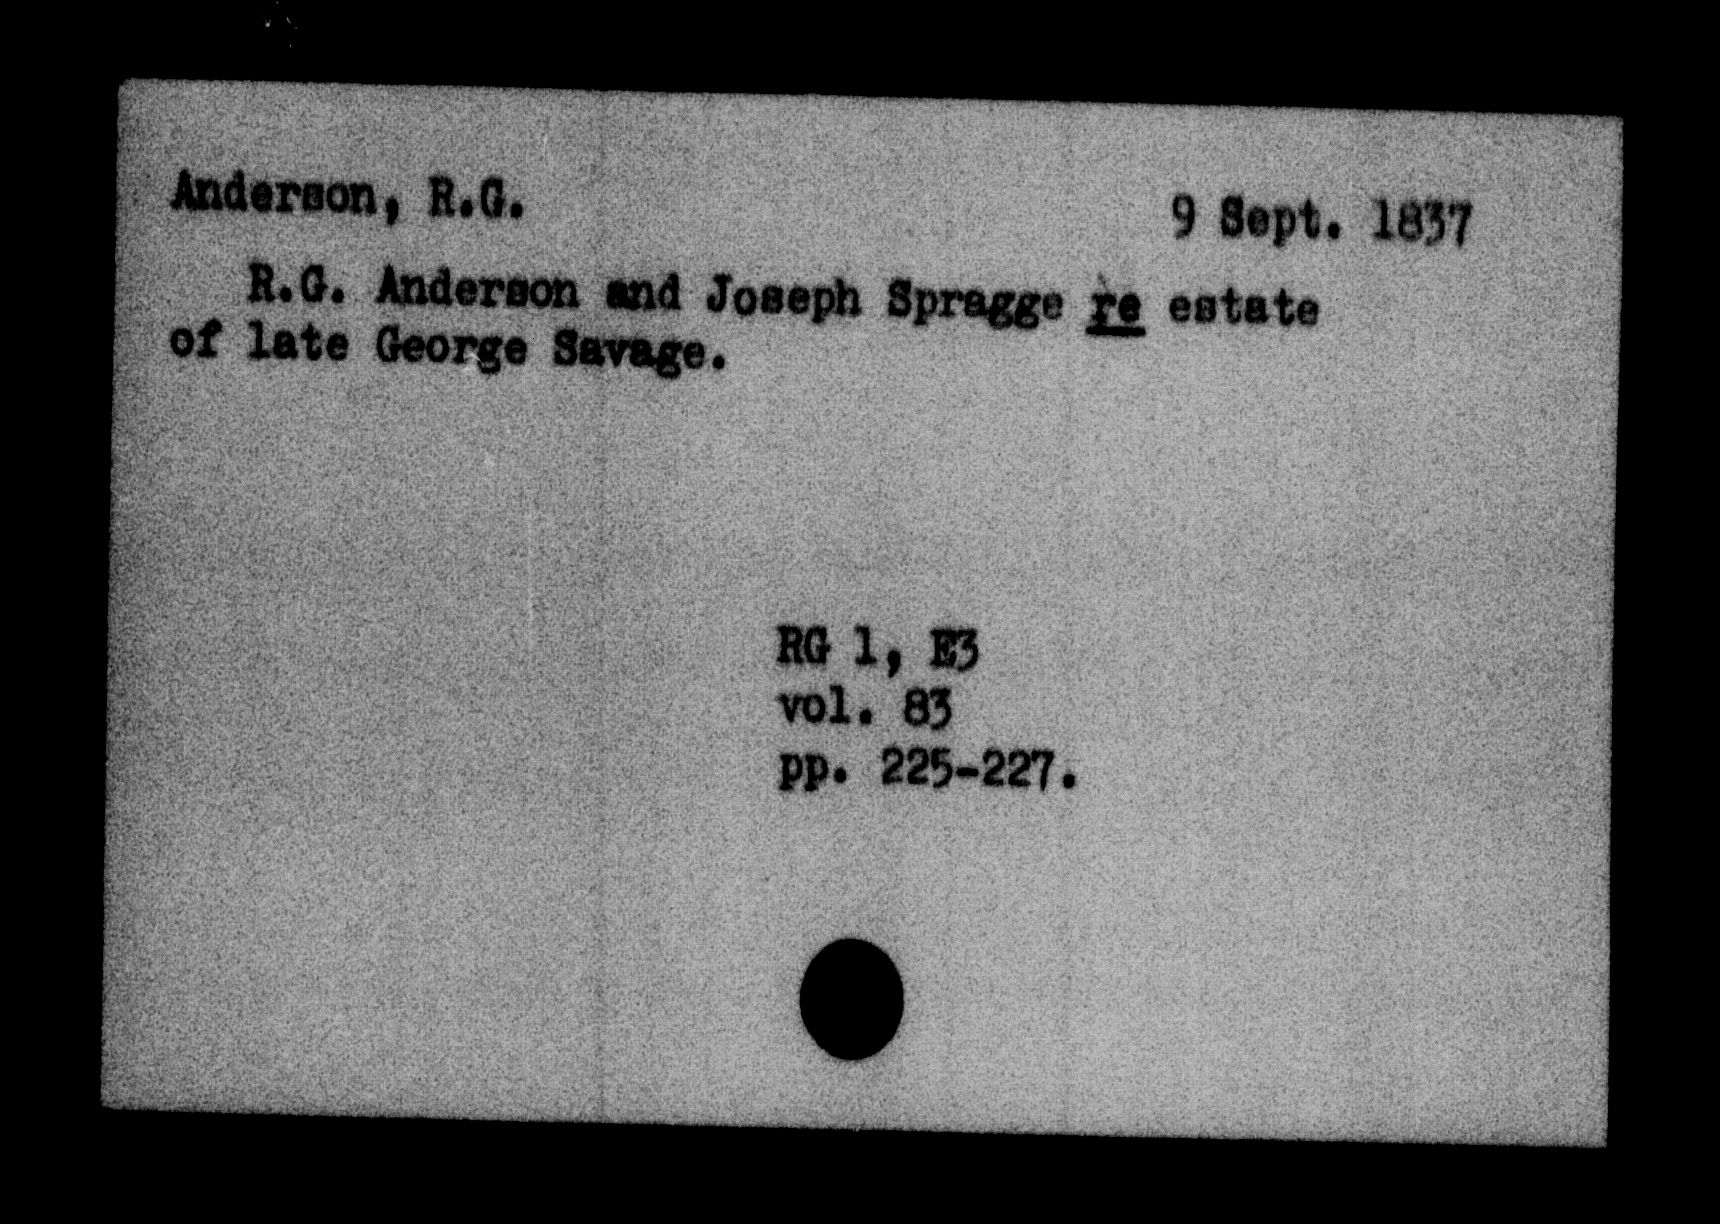 Anderson, R.G.
9 Sept. 1837
R.G. Anderson and Joseph Spragge re estate
of late George Savage.
RG 1, E3
vol. 83
pp. 225-227.